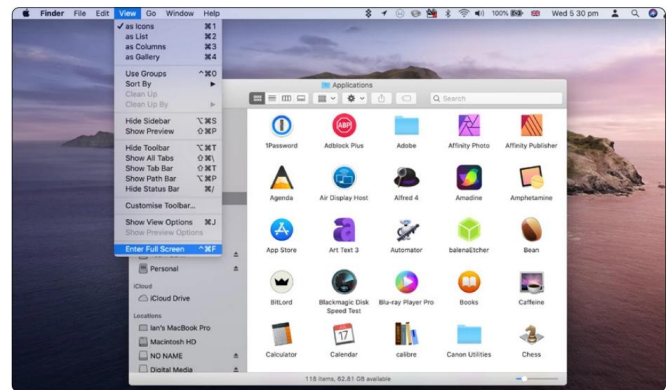 Finder File Edit View Go Window Help 100% Wed 5 30 pm
✓ as Icons ⌘1
as List ⌘2
as Columns ⌘3
as Gallery ⌘4
Use Groups ^⌘0
Sort By ▶
Clean Up
Clean Up By ▶
Hide Sidebar ⌥⌘S
Show Preview ⇧⌘P
Hide Toolbar ⌥⌘T
Show All Tabs ⇧⌘\
Show Tab Bar ⇧⌘T
Show Path Bar ⌥⌘P
Hide Status Bar ⌘/
Customise Toolbar...
Show View Options ⌘J
Show Preview Options
Enter Full Screen ^⌘F
Applications
Search
1Password Adblock Plus Adobe Affinity Photo Affinity Publisher
ABP
Agenda Air Display Host Alfred 4 Amadine Amphetamine
App Store Art Text 3 Automator balenaEtcher Bean
BitLord Blackmagic Disk Speed Test Blu-ray Player Pro Books Caffeine
17
Calculator Calendar calibre Canon Utilities Chess
Personal
iCloud
iCloud Drive
Locations
Ian's MacBook Pro
Macintosh HD
NO NAME
Digital Media
118 items, 62.81 GB available